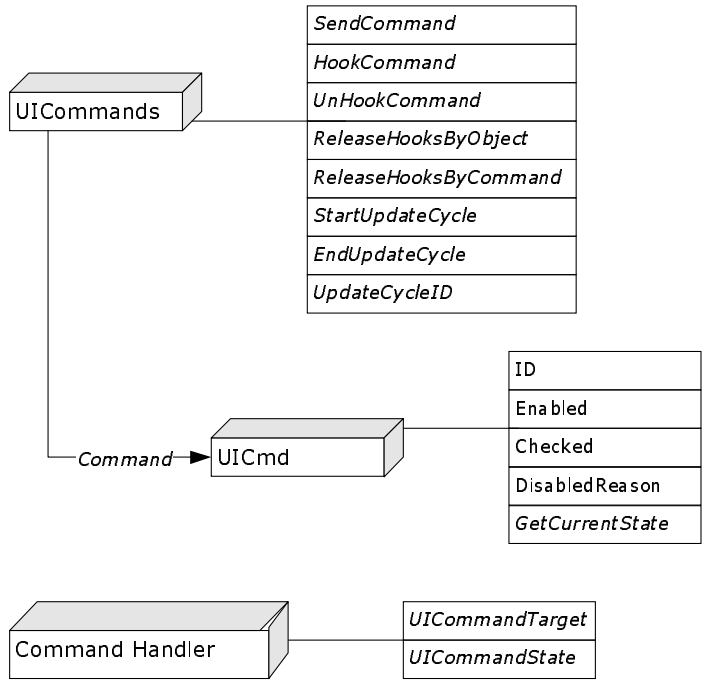 SendCommand
HookCommand
UICommands
UnHookCommand
ReleaseHooksByObject
ReleaseHooksByCommand
StartUpdateCycle
EndUpdateCycle
UpdateCycleID
ID
Enabled
Command
UICmd
Checked
DisabledReason
GetCurrentState
Command Handler
UICommandTarget
UICommandState